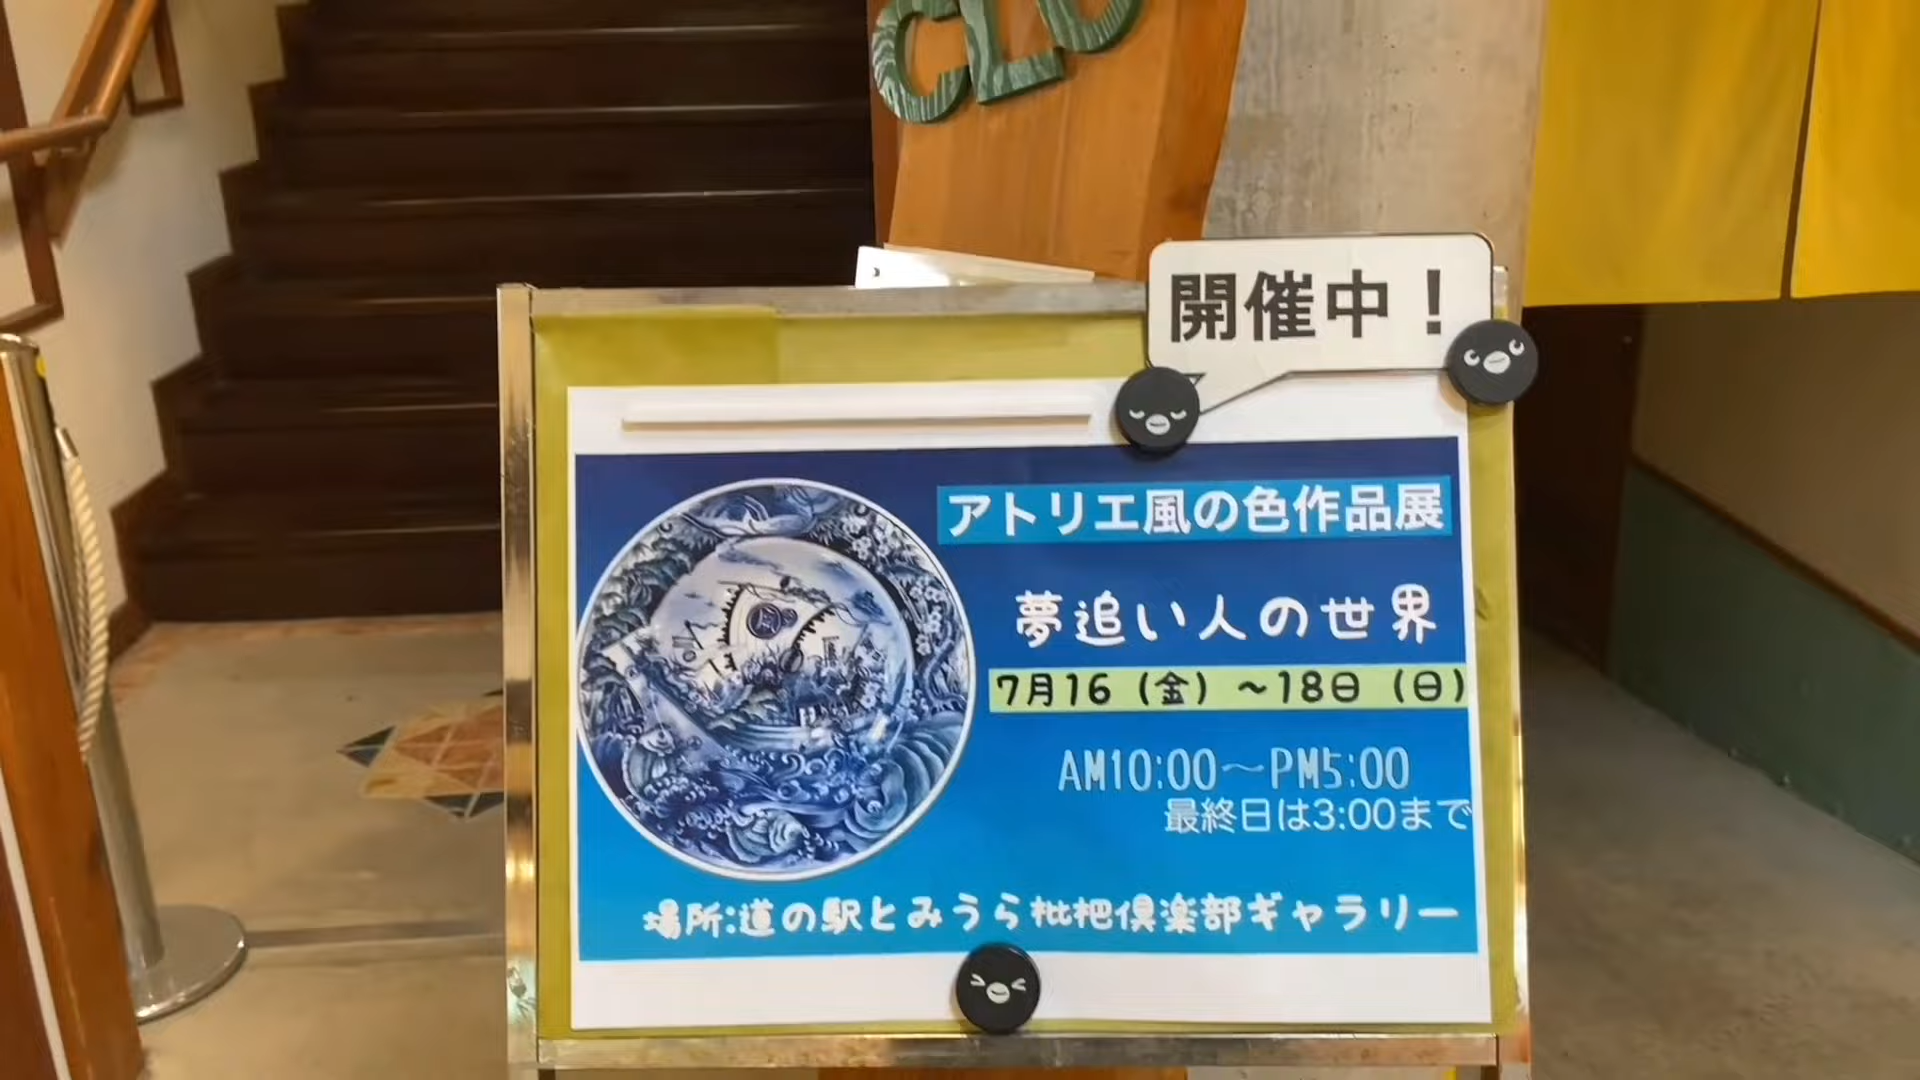 CLU
開催中！
アトリエ風の色作品展
夢追い人の世界
7月16（金）～18日（日）
AM10:00～PM5:00
最終日は3:00まで
場所:道の駅とみうら枇杷倶楽部ギャラリー